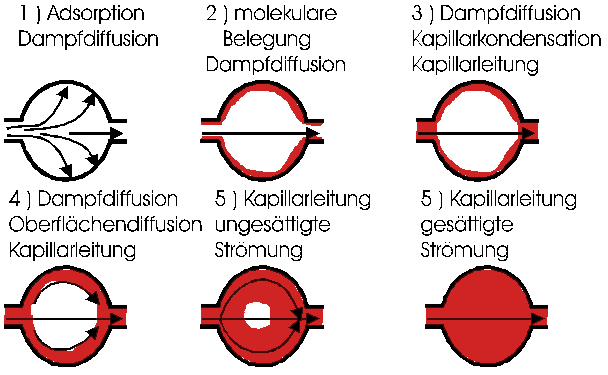 1 ) Adsorption
Dampfdiffusion
2 ) molekulare
Belegung
Dampfdiffusion
3 ) Dampfdiffusion
Kapillarkondensation
Kapillarleitung
4 ) Dampfdiffusion
Oberflächendiffusion
Kapillarleitung
5 ) Kapillarleitung
ungesättigte
Strömung
5 ) Kapillarleitung
gesättigte
Strömung